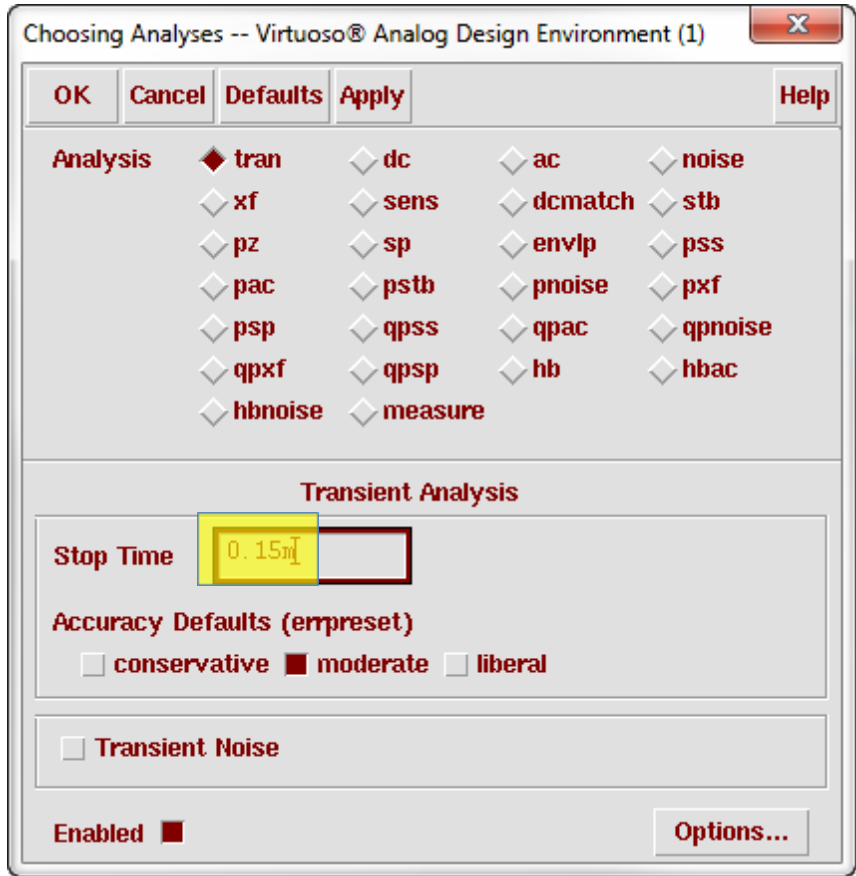 Choosing Analyses -- Virtuoso® Analog Design Environment (1)
OK Cancel Defaults Apply Help
Analysis tran dc ac noise
xf sens dcmatch stb
pz sp envlp pss
pac pstb pnoise pxf
psp qpss qpac qpnoise
qpxf qpsp hb hbac
hbnoise measure
Transient Analysis
Stop Time 0.15m
Accuracy Defaults (errpreset)
conservative moderate liberal
Transient Noise
Enabled Options...